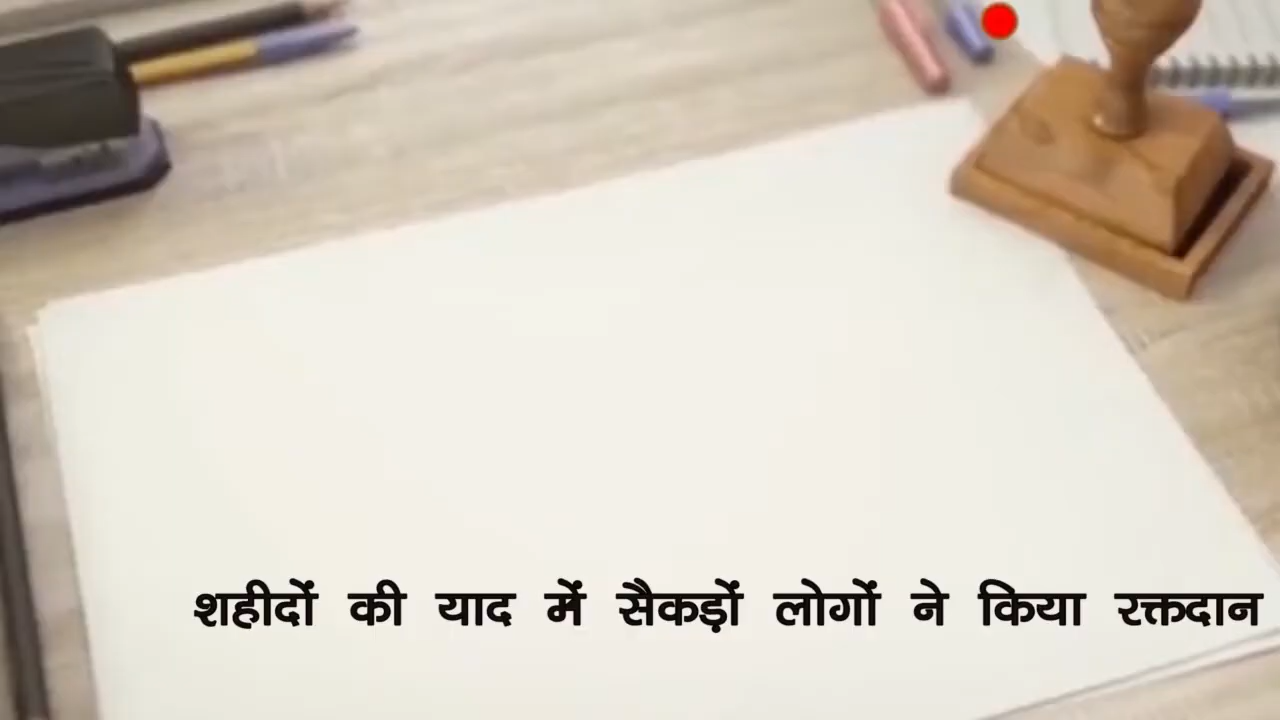 शहीदों की याद में सैकड़ों लोगों ने किया रक्तदान